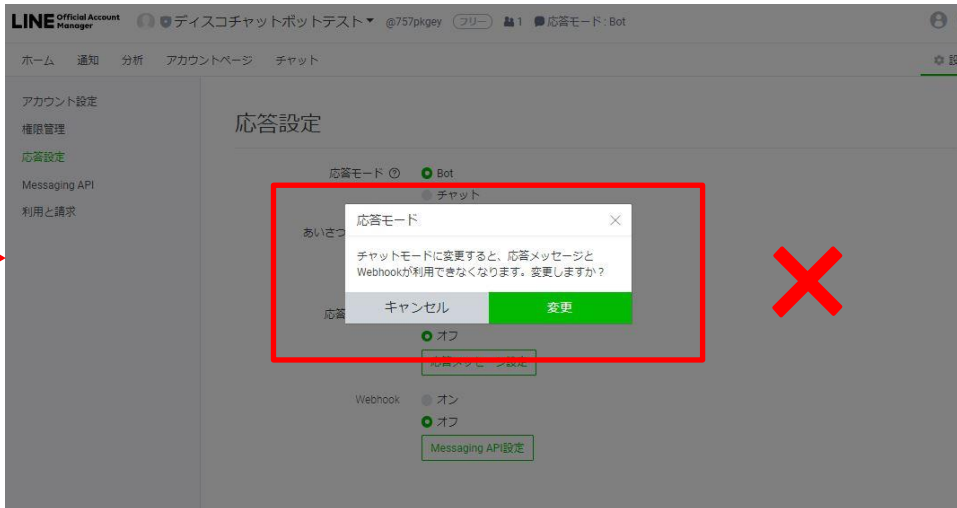 LINE Official Account Manager ディスコチャットボットテスト @757pkgey フリー 1 応答モード : Bot
ホーム 通知 分析 アカウントページ チャット 設
アカウント設定
権限管理
応答設定
Messaging API
利用と請求
応答設定
応答モード Bot
チャット
あいさつ
応答モード
チャットモードに変更すると、応答メッセージと
Webhookが利用できなくなります。変更しますか？
キャンセル 変更
応答
オフ
応答メッセージ設定
Webhook オン
オフ
Messaging API設定